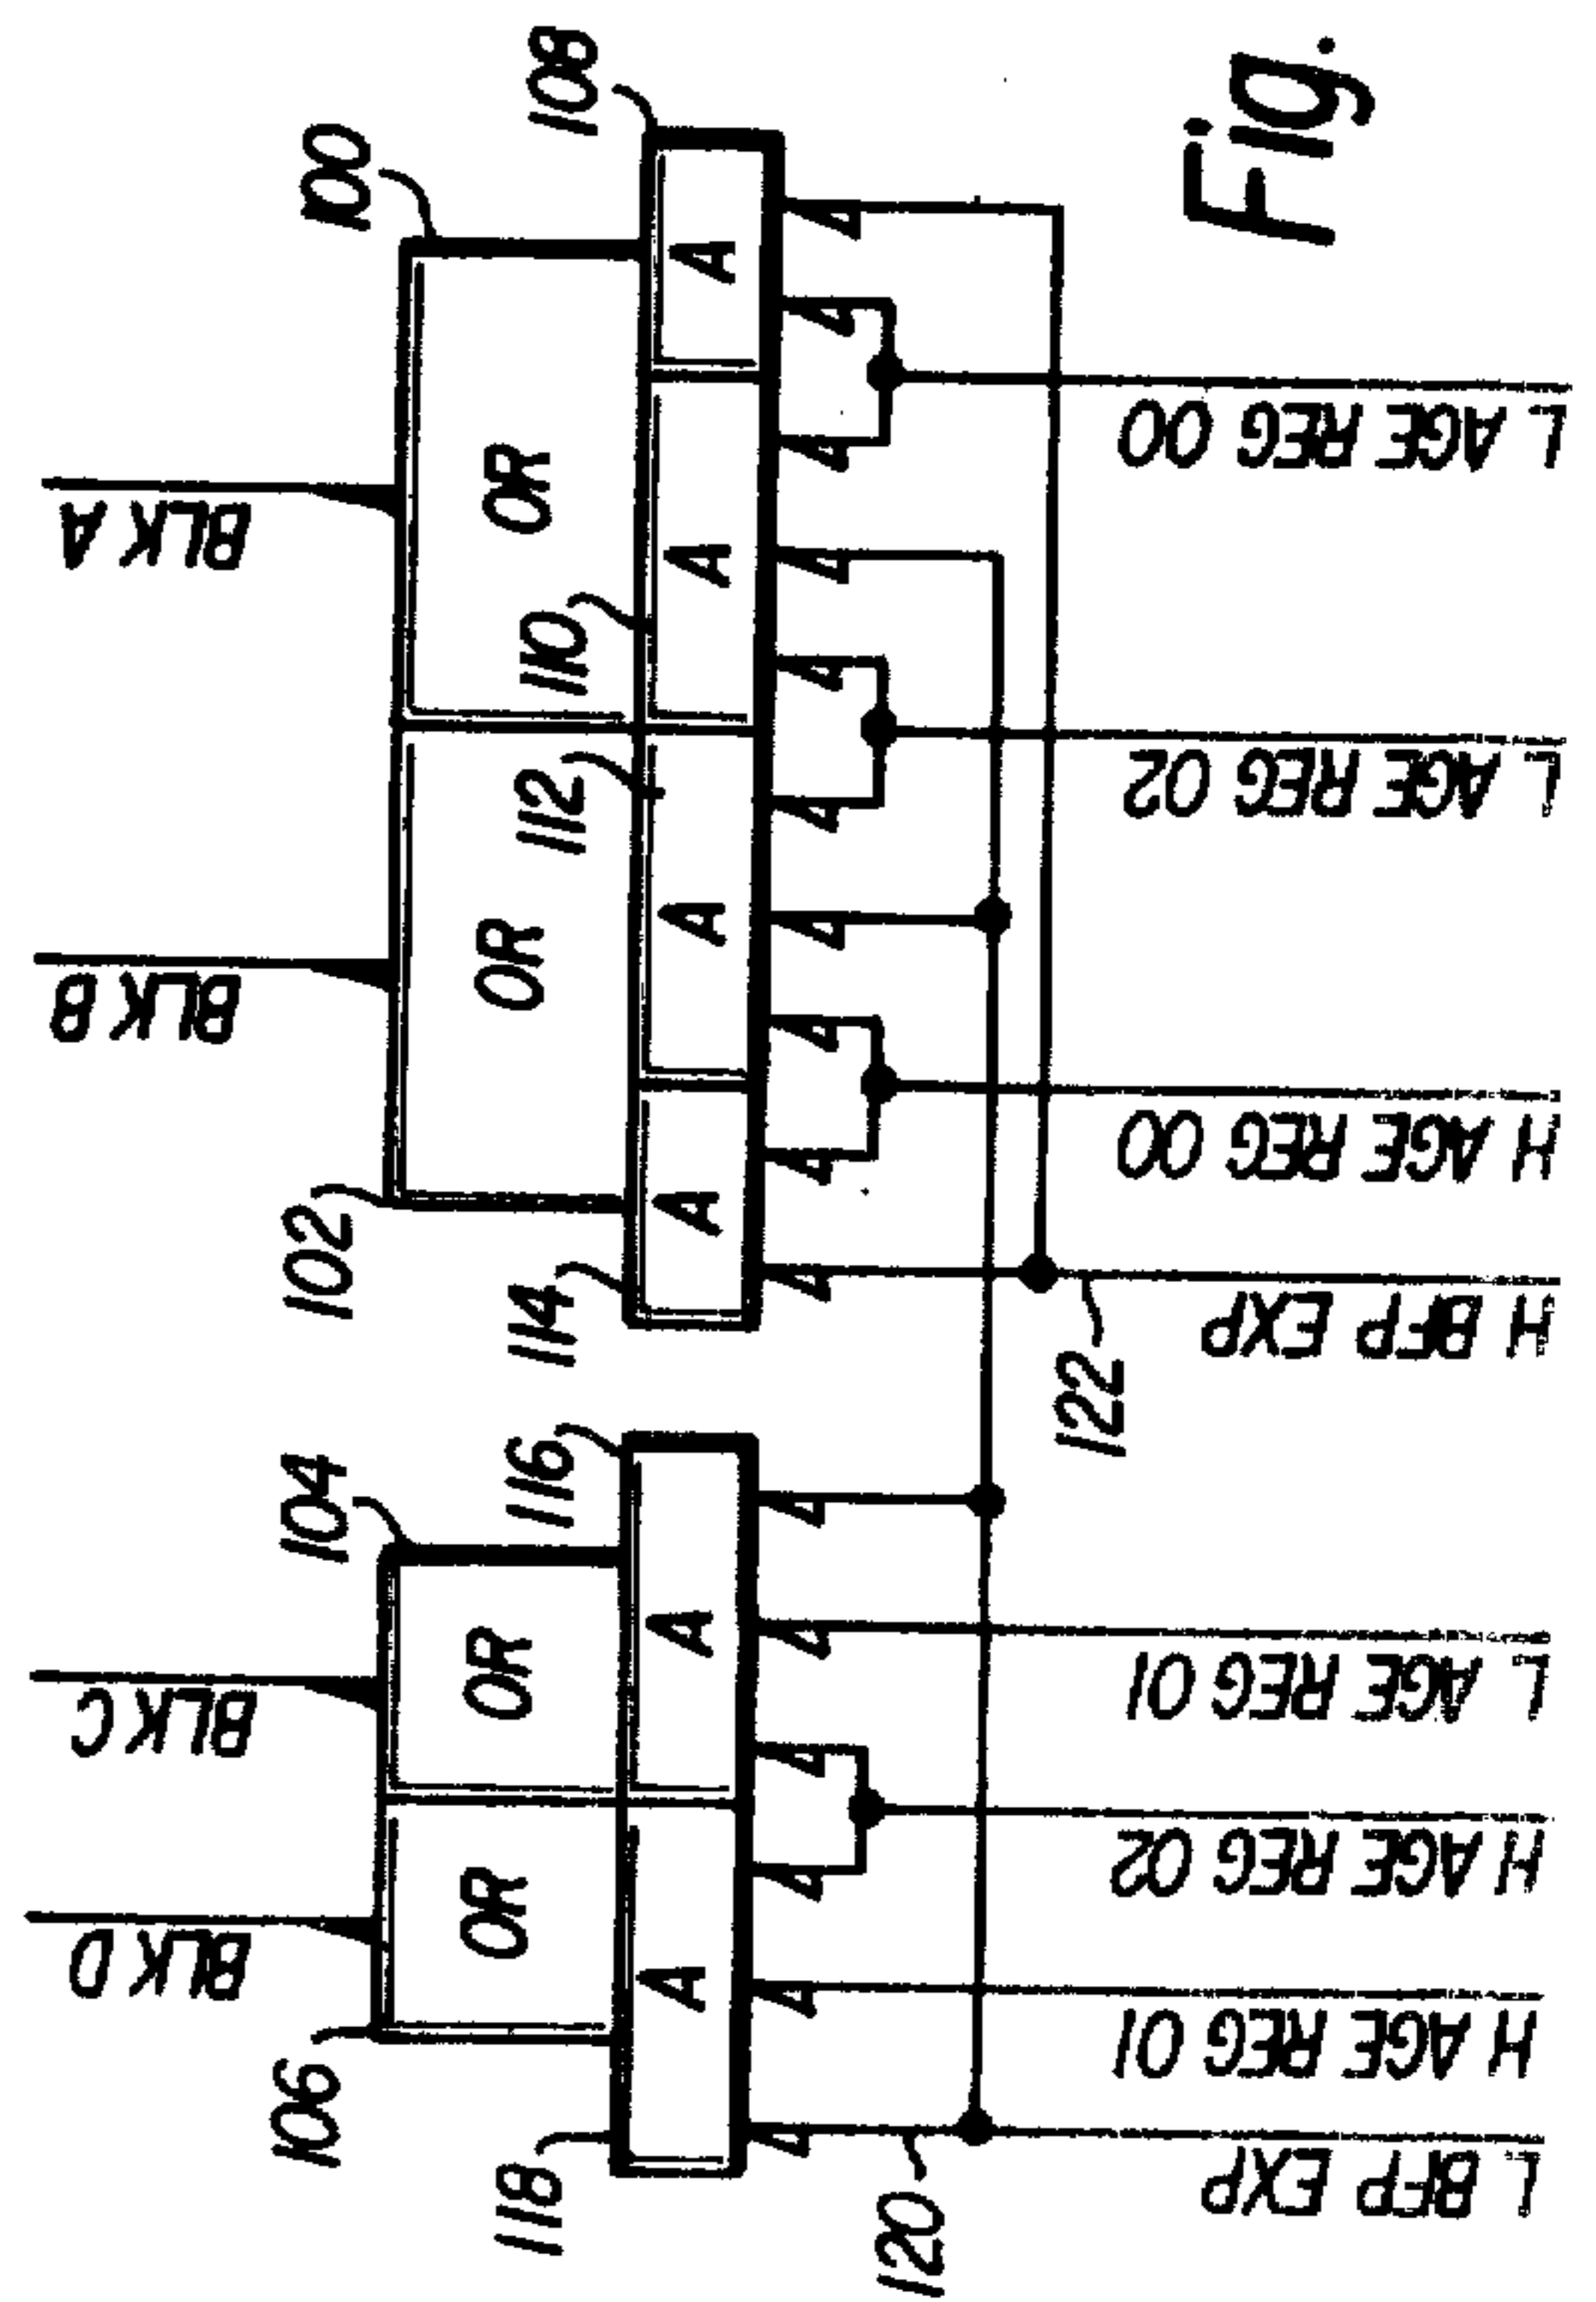 BLK D
BLK C
BLK B
BLK A
106
104
102
100
OR
OR
OR
OR
118
116
114
112
110
108
A
A
A
A
A
A
120
122
L BFP EXP
H AGE REG 01
H AGE REG 02
L AGE REG 01
H BFP EXP
H AGE REG 00
L AGE REG 02
L AGE REG 00
Fig.